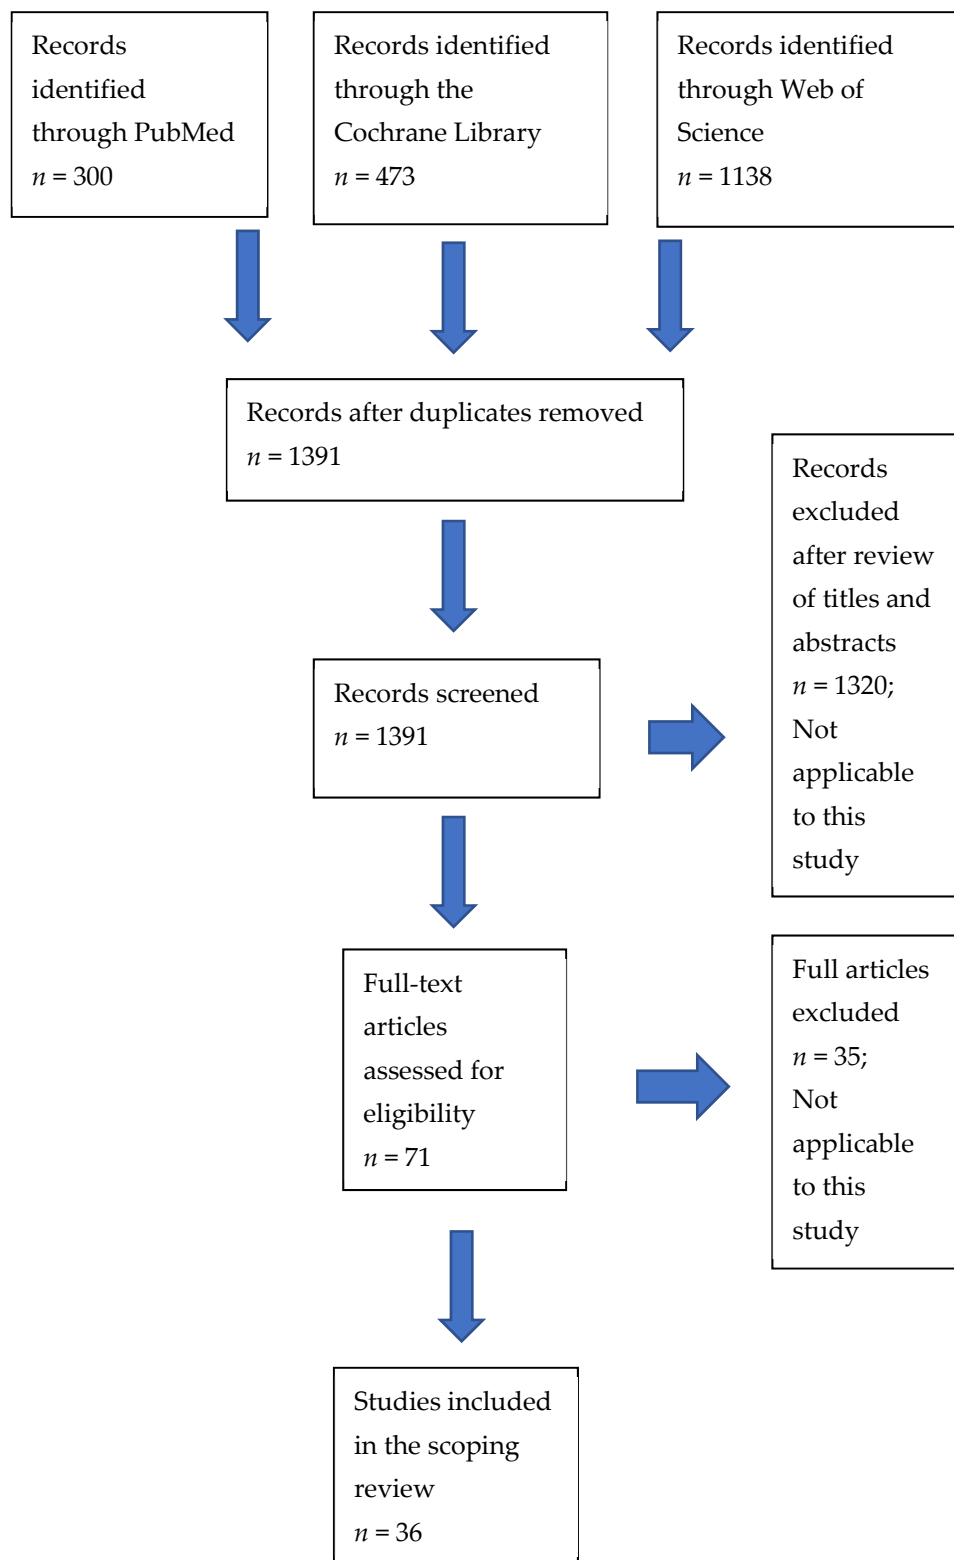 Records
identified
through PubMed
n = 300
Records identified
through the
Cochrane Library
n = 473
Records identified
through Web of
Science
n = 1138
Records after duplicates removed
n = 1391
Records
excluded
after review
of titles and
abstracts
n = 1320;
Not
applicable
to this
study
Records screened
n = 1391
Full-text
articles
assessed for
eligibility
n = 71
Full articles
excluded
n = 35;
Not
applicable
to this
study
Studies included
in the scoping
review
n = 36